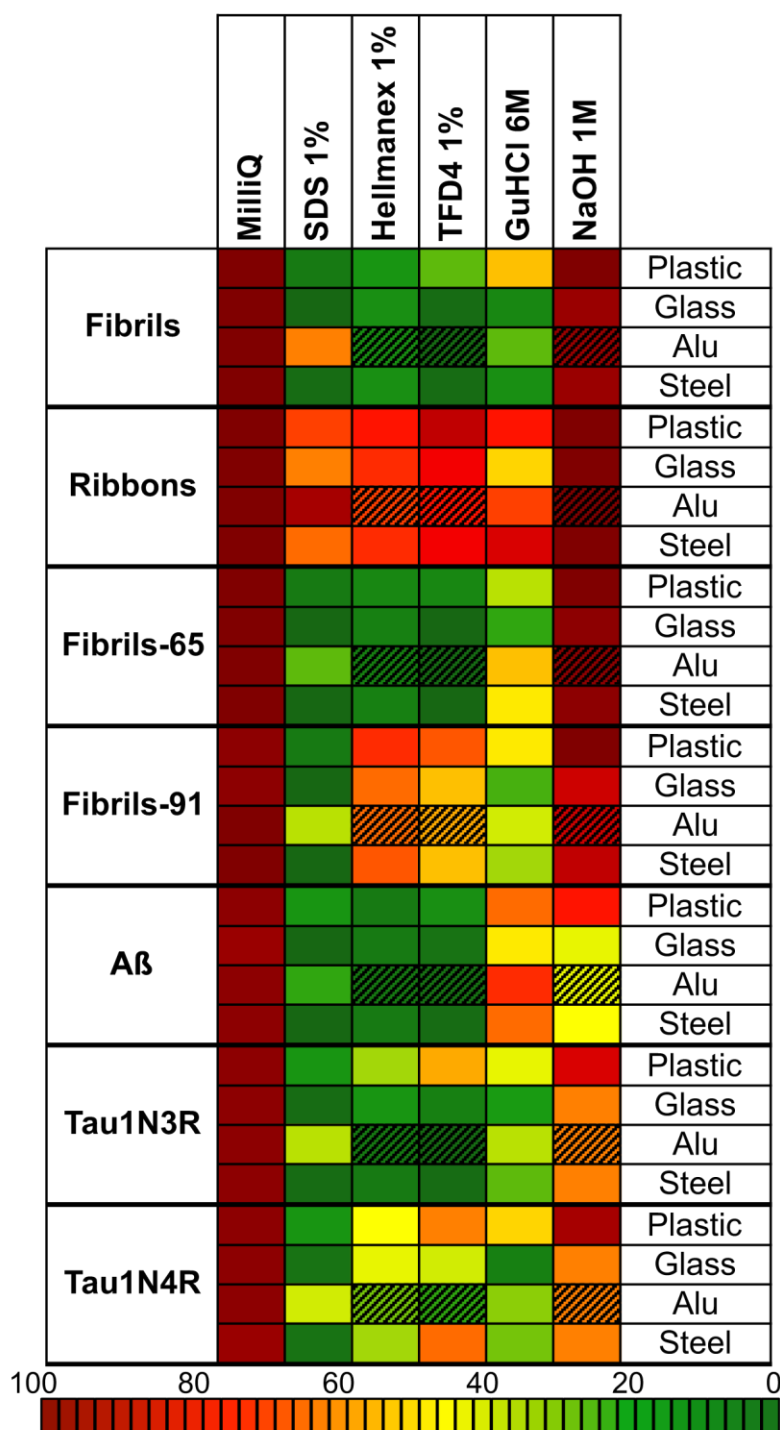 MilliQ
SDS 1%
Hellmanex 1%
TFD4 1%
GuHCl 6M
NaOH 1M
Fibrils
Plastic
Glass
Alu
Steel
Ribbons
Plastic
Glass
Alu
Steel
Fibrils-65
Plastic
Glass
Alu
Steel
Fibrils-91
Plastic
Glass
Alu
Steel
Aß
Plastic
Glass
Alu
Steel
Tau1N3R
Plastic
Glass
Alu
Steel
Tau1N4R
Plastic
Glass
Alu
Steel
100 80 60 40 20 0